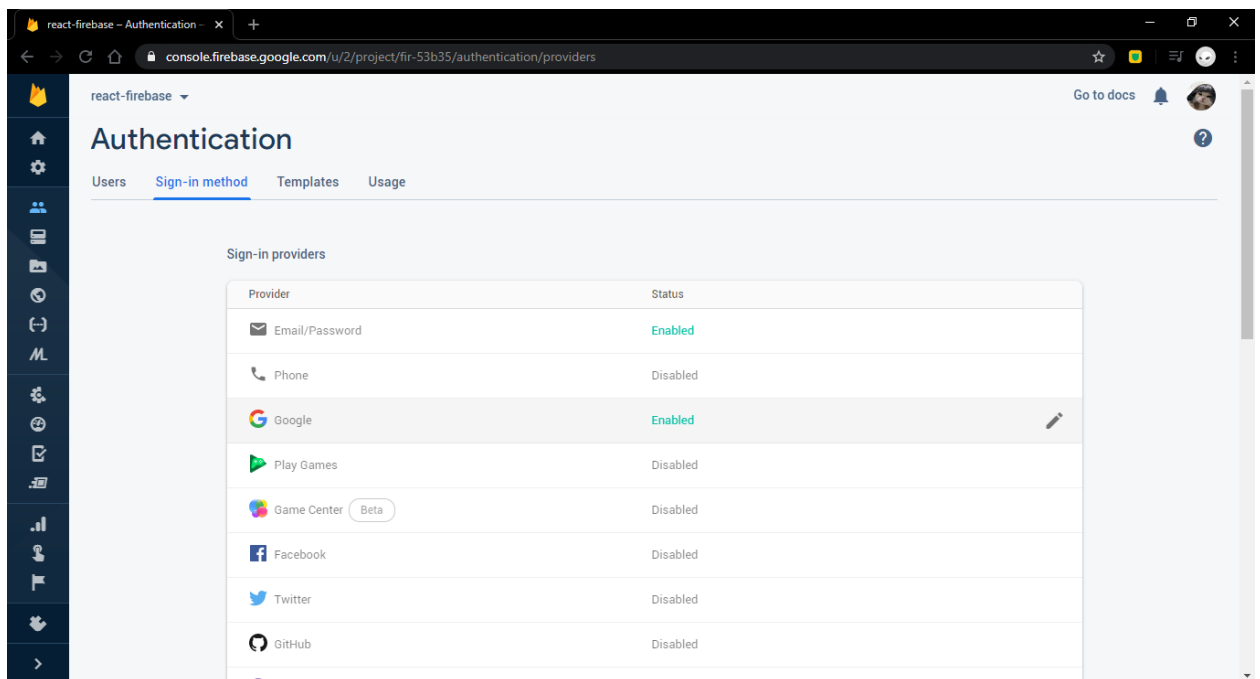 react-firebase – Authentication –
console.firebase.google.com/u/2/project/fir-53b35/authentication/providers
react-firebase
Go to docs
Authentication
Users Sign-in method Templates Usage
Sign-in providers
Provider Status
Email/Password Enabled
Phone Disabled
Google Enabled
Play Games Disabled
Game Center Beta Disabled
Facebook Disabled
Twitter Disabled
GitHub Disabled